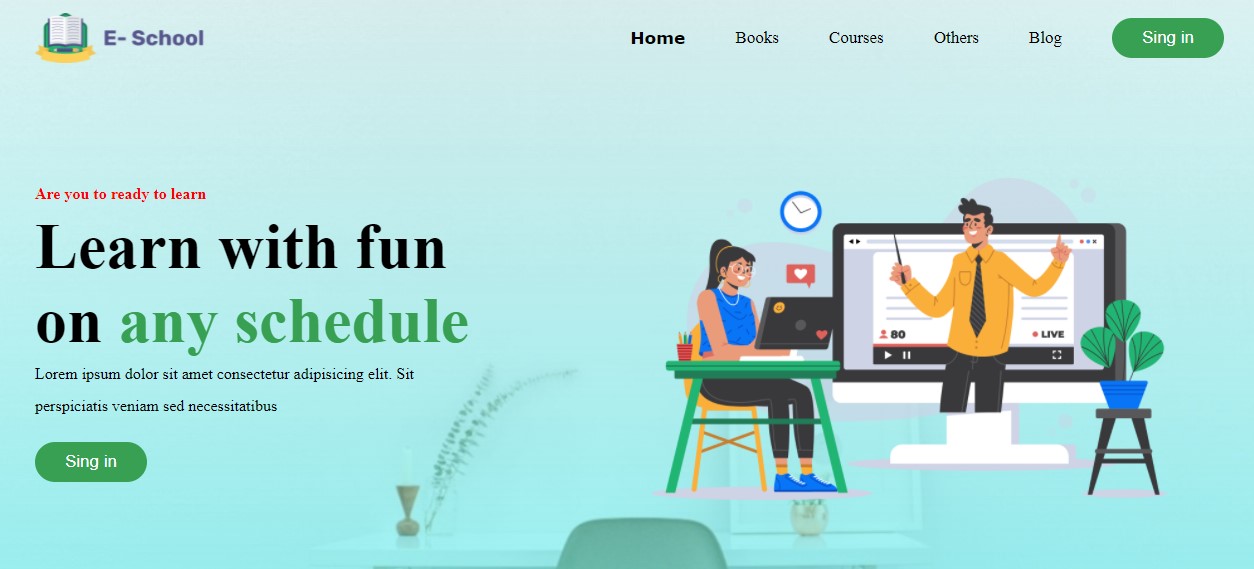 E- School
Home Books Courses Others Blog Sing in
Are you to ready to learn
Learn with fun
on any schedule
Lorem ipsum dolor sit amet consectetur adipisicing elit. Sit
perspiciatis veniam sed necessitatibus
Sing in
80
LIVE